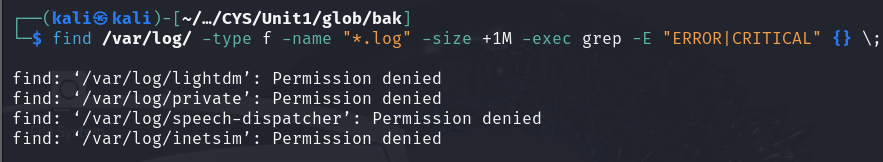 ┌──(kali㉿kali)-[~/…/CYS/Unit1/glob/bak]
└─$ find /var/log/ -type f -name "*.log" -size +1M -exec grep -E "ERROR|CRITICAL" {} \;
find: ‘/var/log/lightdm’: Permission denied
find: ‘/var/log/private’: Permission denied
find: ‘/var/log/speech-dispatcher’: Permission denied
find: ‘/var/log/inetsim’: Permission denied